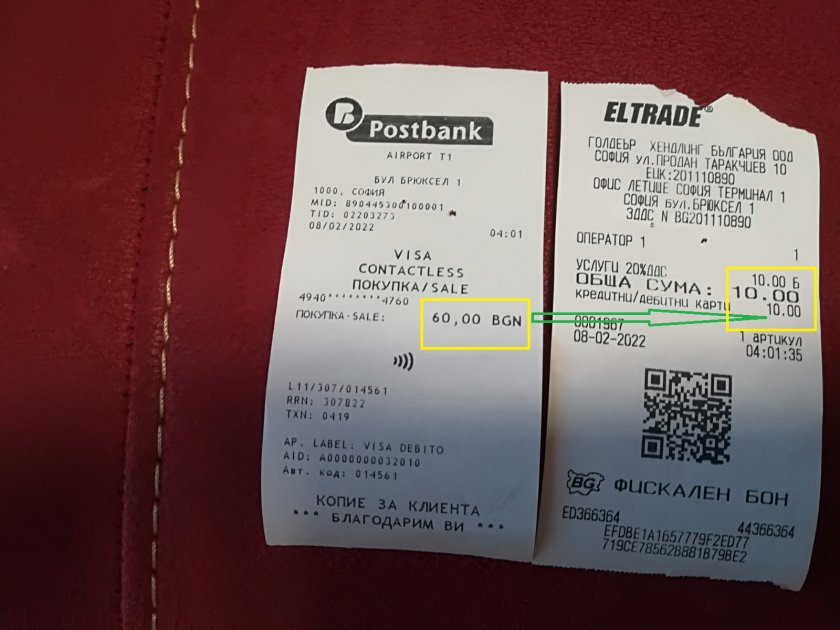 Postbank
AIRPORT T1
БУЛ БРЮКСЕЛ 1
1000, СОФИЯ
MID: B90445300100001
TID: 02203273
08/02/2022
04:01
VISA
CONTACTLESS
ПОКУПКА/SALE
4940********4760
ПОКУПКА-SALE: 60,00 BGN
L11/307/014561
RRN: 307822
TXN: 0419
AP. LABEL: VISA DEBITO
AID: A0000000032010
Авт. код: 014561
КОПИЕ ЗА КЛИЕНТА
*** БЛАГОДАРИМ ВИ ***
ELTRADE®
ГОЛДЕЪР ХЕНДЛИНГ БЪЛГАРИЯ ООД
СОФИЯ УЛ.ПРОДАН ТАРАКЧИЕВ 10
ЕИК:201110890
ОФИС ЛЕТИЩЕ СОФИЯ ТЕРМИНАЛ 1
СОФИЯ БУЛ.БРЮКСЕЛ 1
ЗДДС N BG201110890
ОПЕРАТОР 1 1
УСЛУГИ 20%ДДС 10.00 Б
ОБЩА СУМА: 10.00
КРЕДИТНИ/ДЕБИТНИ КАРТИ 10.00
0001987 1 АРТИКУЛ
08-02-2022 04:01:35
BG ФИСКАЛЕН БОН
ED366364 44366364
EFDBE1A1657779F2ED77
719CE78562B881B79BE2